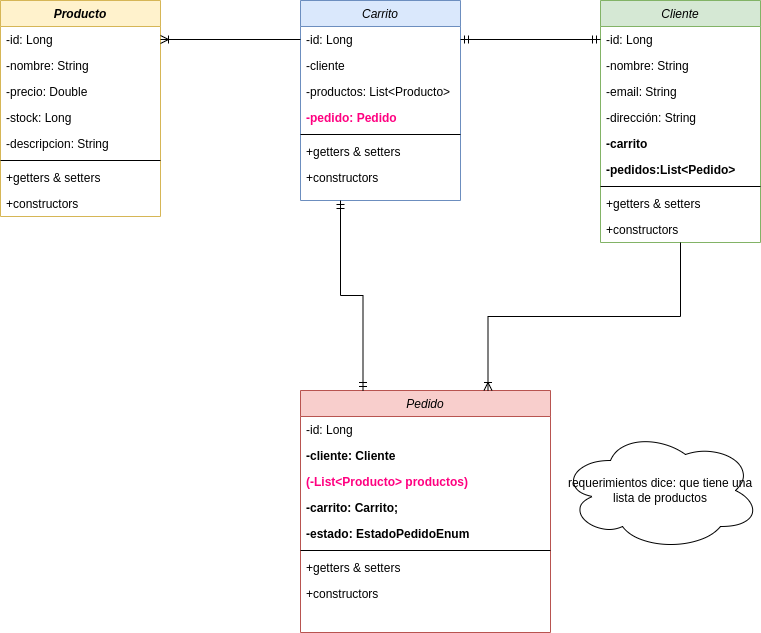 Producto
-id: Long
-nombre: String
-precio: Double
-stock: Long
-descripcion: String
+getters & setters
+constructors
Carrito
-id: Long
-cliente
-productos: List<Producto>
-pedido: Pedido
+getters & setters
+constructors
Cliente
-id: Long
-nombre: String
-email: String
-dirección: String
-carrito
-pedidos:List<Pedido>
+getters & setters
+constructors
Pedido
-id: Long
-cliente: Cliente
(-List<Producto> productos)
-carrito: Carrito;
-estado: EstadoPedidoEnum
+getters & setters
+constructors
requerimientos dice: que tiene una
lista de productos